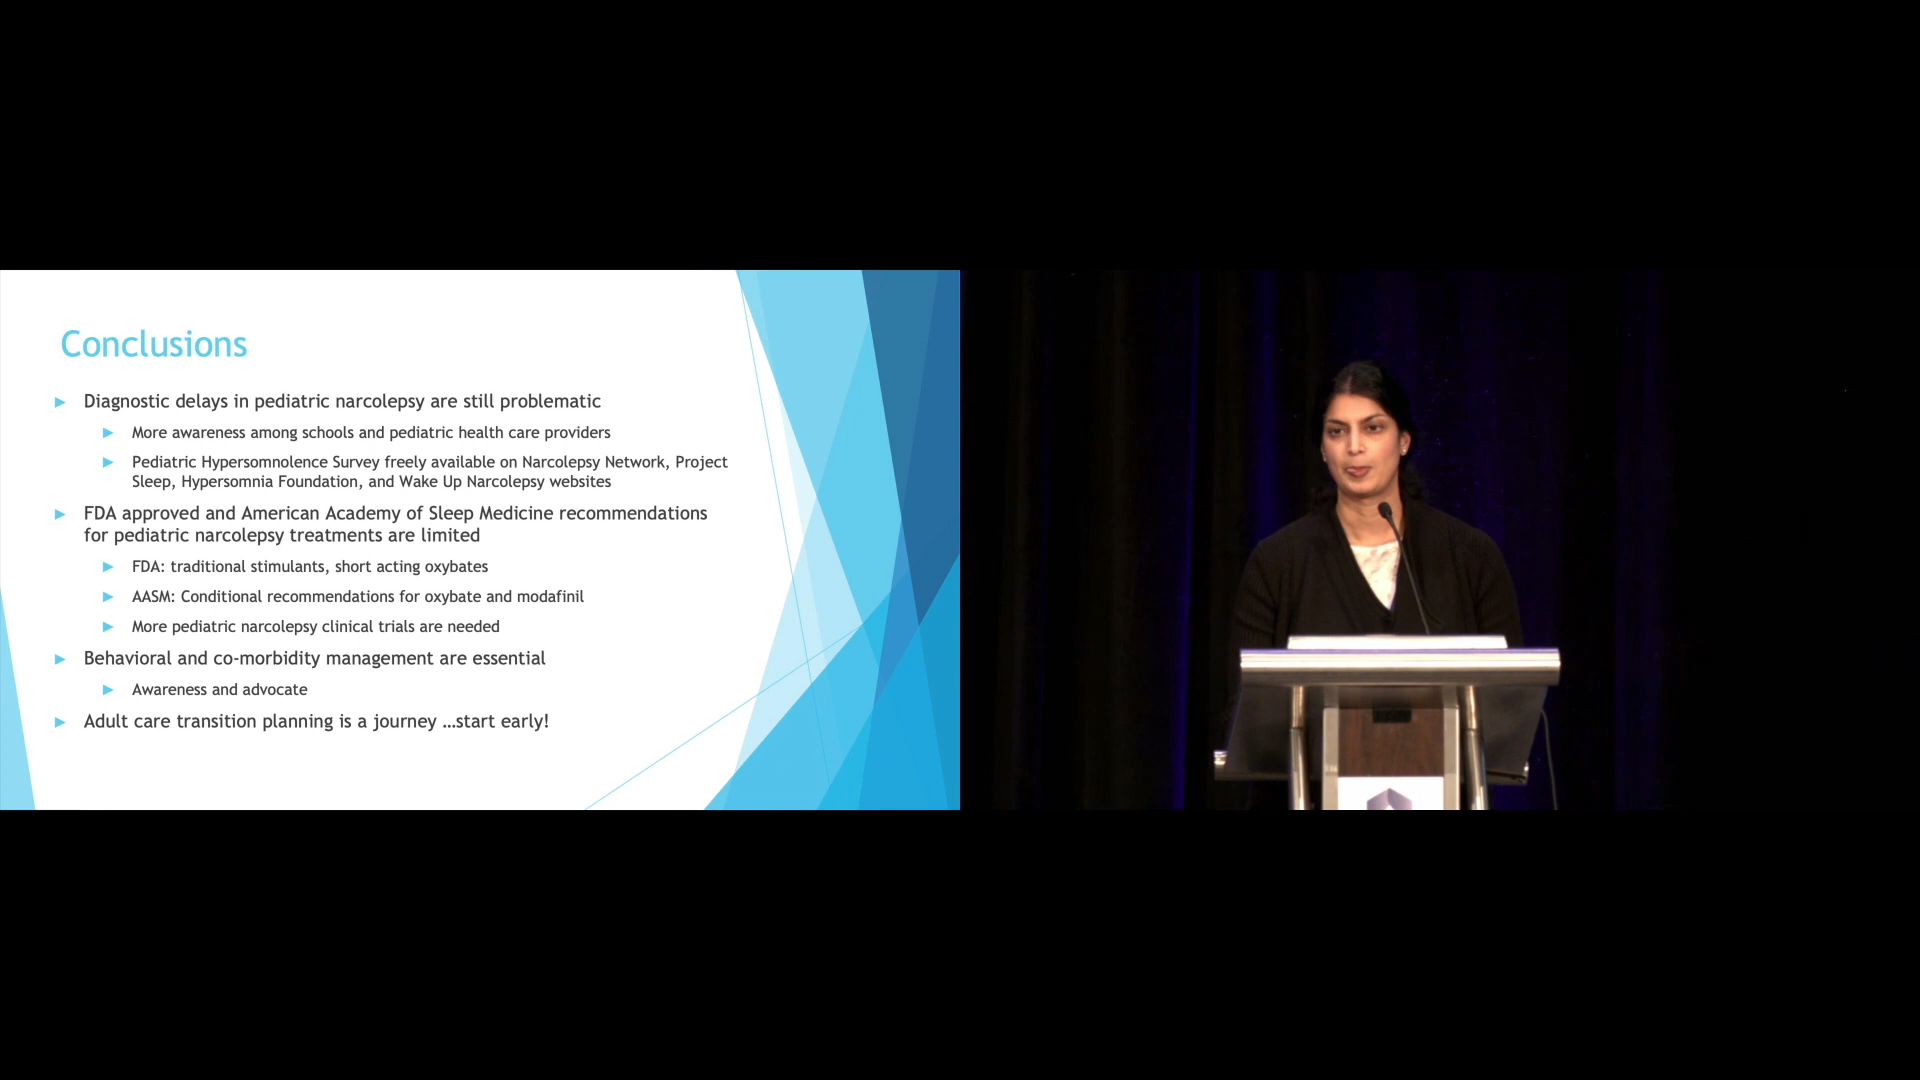 Conclusions
Diagnostic delays in pediatric narcolepsy are still problematic
More awareness among schools and pediatric health care providers
Pediatric Hypersomnolence Survey freely available on Narcolepsy Network, Project
Sleep, Hypersomnia Foundation, and Wake Up Narcolepsy websites
FDA approved and American Academy of Sleep Medicine recommendations
for pediatric narcolepsy treatments are limited
FDA: traditional stimulants, short acting oxybates
AASM: Conditional recommendations for oxybate and modafinil
More pediatric narcolepsy clinical trials are needed
Behavioral and co-morbidity management are essential
Awareness and advocate
Adult care transition planning is a journey …start early!